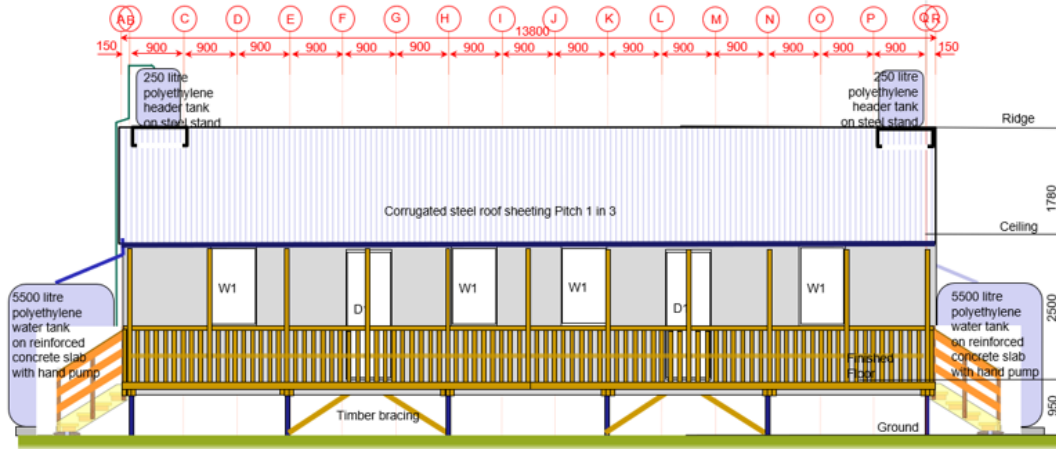 A B C D E F G H I J K L M N O P Q R
13800
150 900 900 900 900 900 900 900 900 900 900 900 900 900 900 900 150
250 litre
polyethylene
header tank
on steel stand
250 litre
polyethylene
header tank
on steel stand
Ridge
1780
Corrugated steel roof sheeting Pitch 1 in 3
Ceiling
W1
D1
W1
W1
D1
W1
2500
5500 litre
polyethylene
water tank
on reinforced
concrete slab
with hand pump
5500 litre
polyethylene
water tank
on reinforced
concrete slab
with hand pump
Finished
Floor
950
Timber bracing
Ground